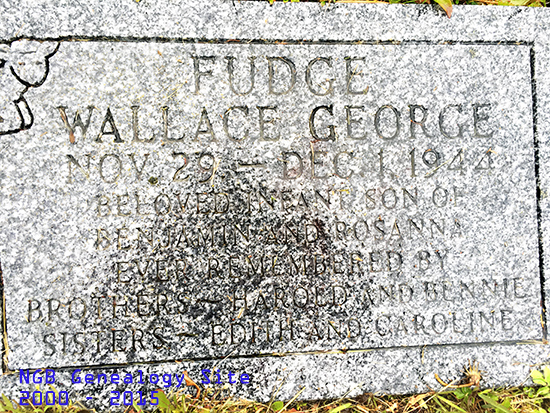 FUDGE
WALLACE GEORGE
NOV. 29 — DEC. 1, 1944
BELOVED INFANT SON OF
BENJAMIN AND ROSANNA
EVER REMEMBERED BY
BROTHERS — HAROLD AND BENNIE
SISTERS — EDITH AND CAROLINE
NGB Genealogy Site
2000 - 2015